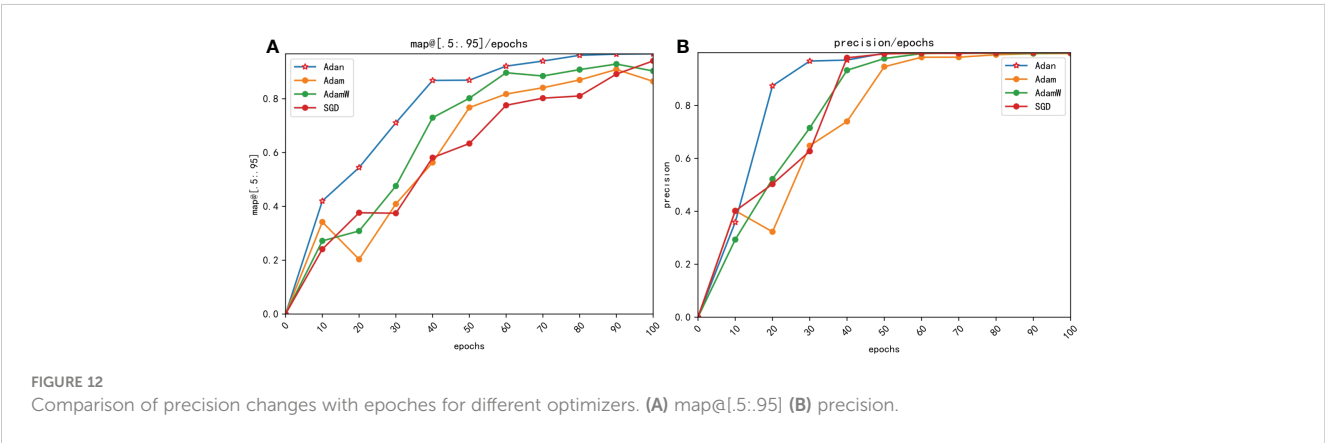 A
map@[.5:.95]/epochs
Adan
Adam
AdamW
SGD
map@[.5:.95]
0.8
0.6
0.4
0.2
0.0
0 10 20 30 40 50 60 70 80 90 100
epochs
B
precision/epochs
Adan
Adam
AdamW
SGD
precision
0.8
0.6
0.4
0.2
0.0
0 10 20 30 40 50 60 70 80 90 100
epochs
FIGURE 12
Comparison of precision changes with epoches for different optimizers. (A) map@[.5:.95] (B) precision.